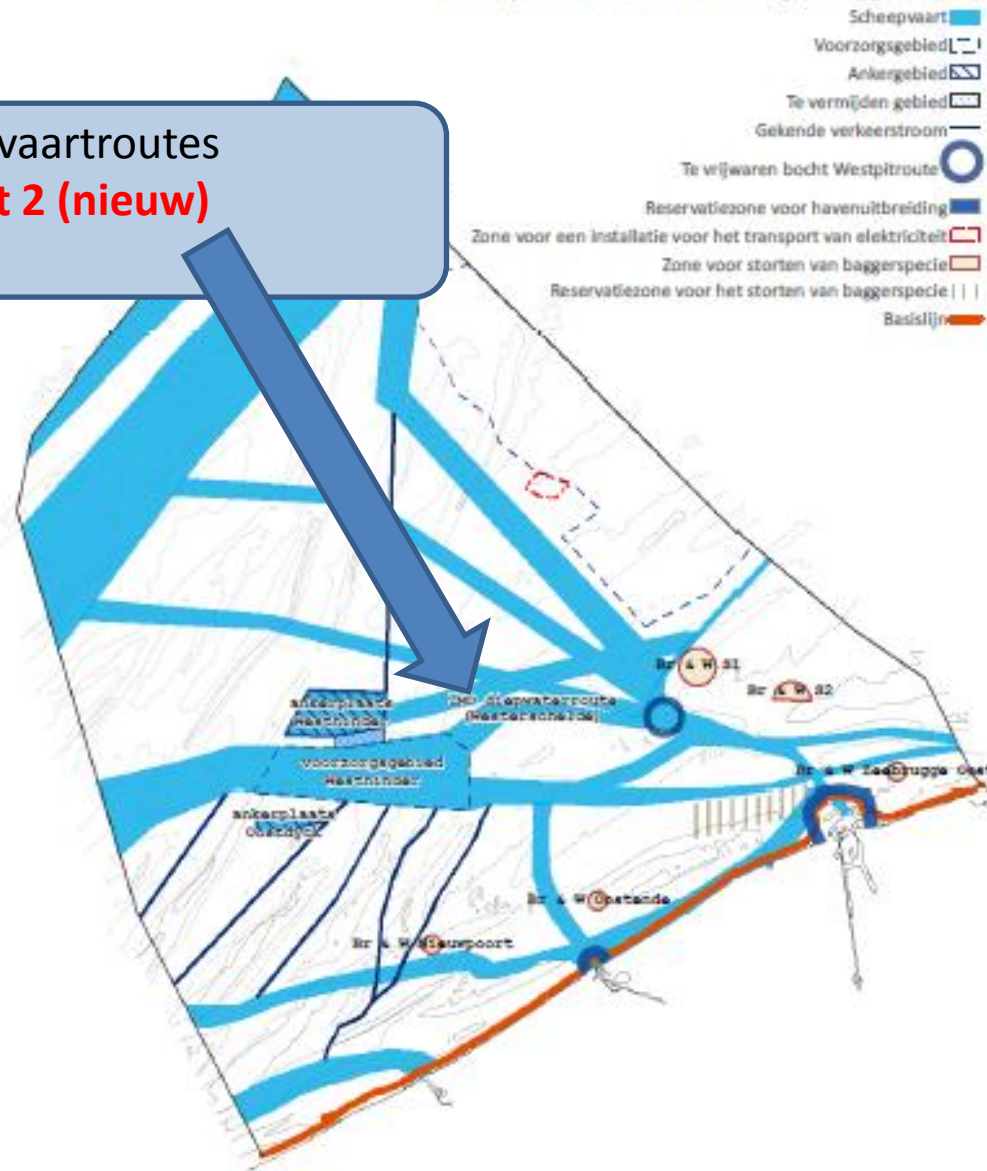 Scheepvaart
Voorzorgsgebied
Ankergebied
Te vermijden gebied
Gekende verkeerstroom
Te vrijwaren bocht Westpitroute
Reservatiezone voor havenuitbreiding
Zone voor een installatie voor het transport van elektriciteit
Zone voor storten van baggerspecie
Reservatiezone voor het storten van baggerspecie
Basislijn
vaartroutes
t 2 (nieuw)
Br & W S1
Br & W S2
ankerplaats
Westhinder
IMO diepwaterroute
(Westerschelde)
Voorzorgsgebied
Westhinder
Br & W Zeebrugge Oost
ankerplaats
Oostdyck
Br & W Oostende
Br & W Nieuwpoort